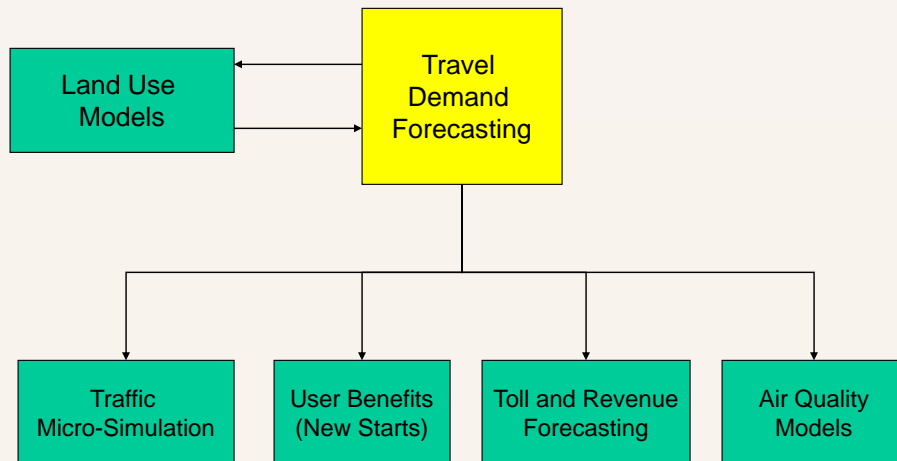 Travel
Demand
Forecasting
Land Use
Models
Traffic
Micro-Simulation
User Benefits
(New Starts)
Toll and Revenue
Forecasting
Air Quality
Models